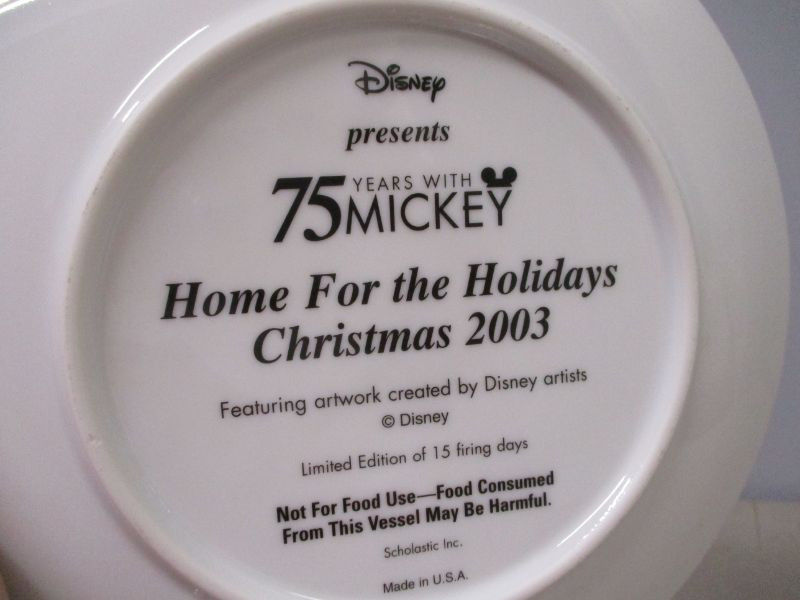 Disney
presents
75 YEARS WITH
MICKEY
Home For the Holidays
Christmas 2003
Featuring artwork created by Disney artists
© Disney
Limited Edition of 15 firing days
Not For Food Use—Food Consumed
From This Vessel May Be Harmful.
Scholastic Inc.
Made in U.S.A.